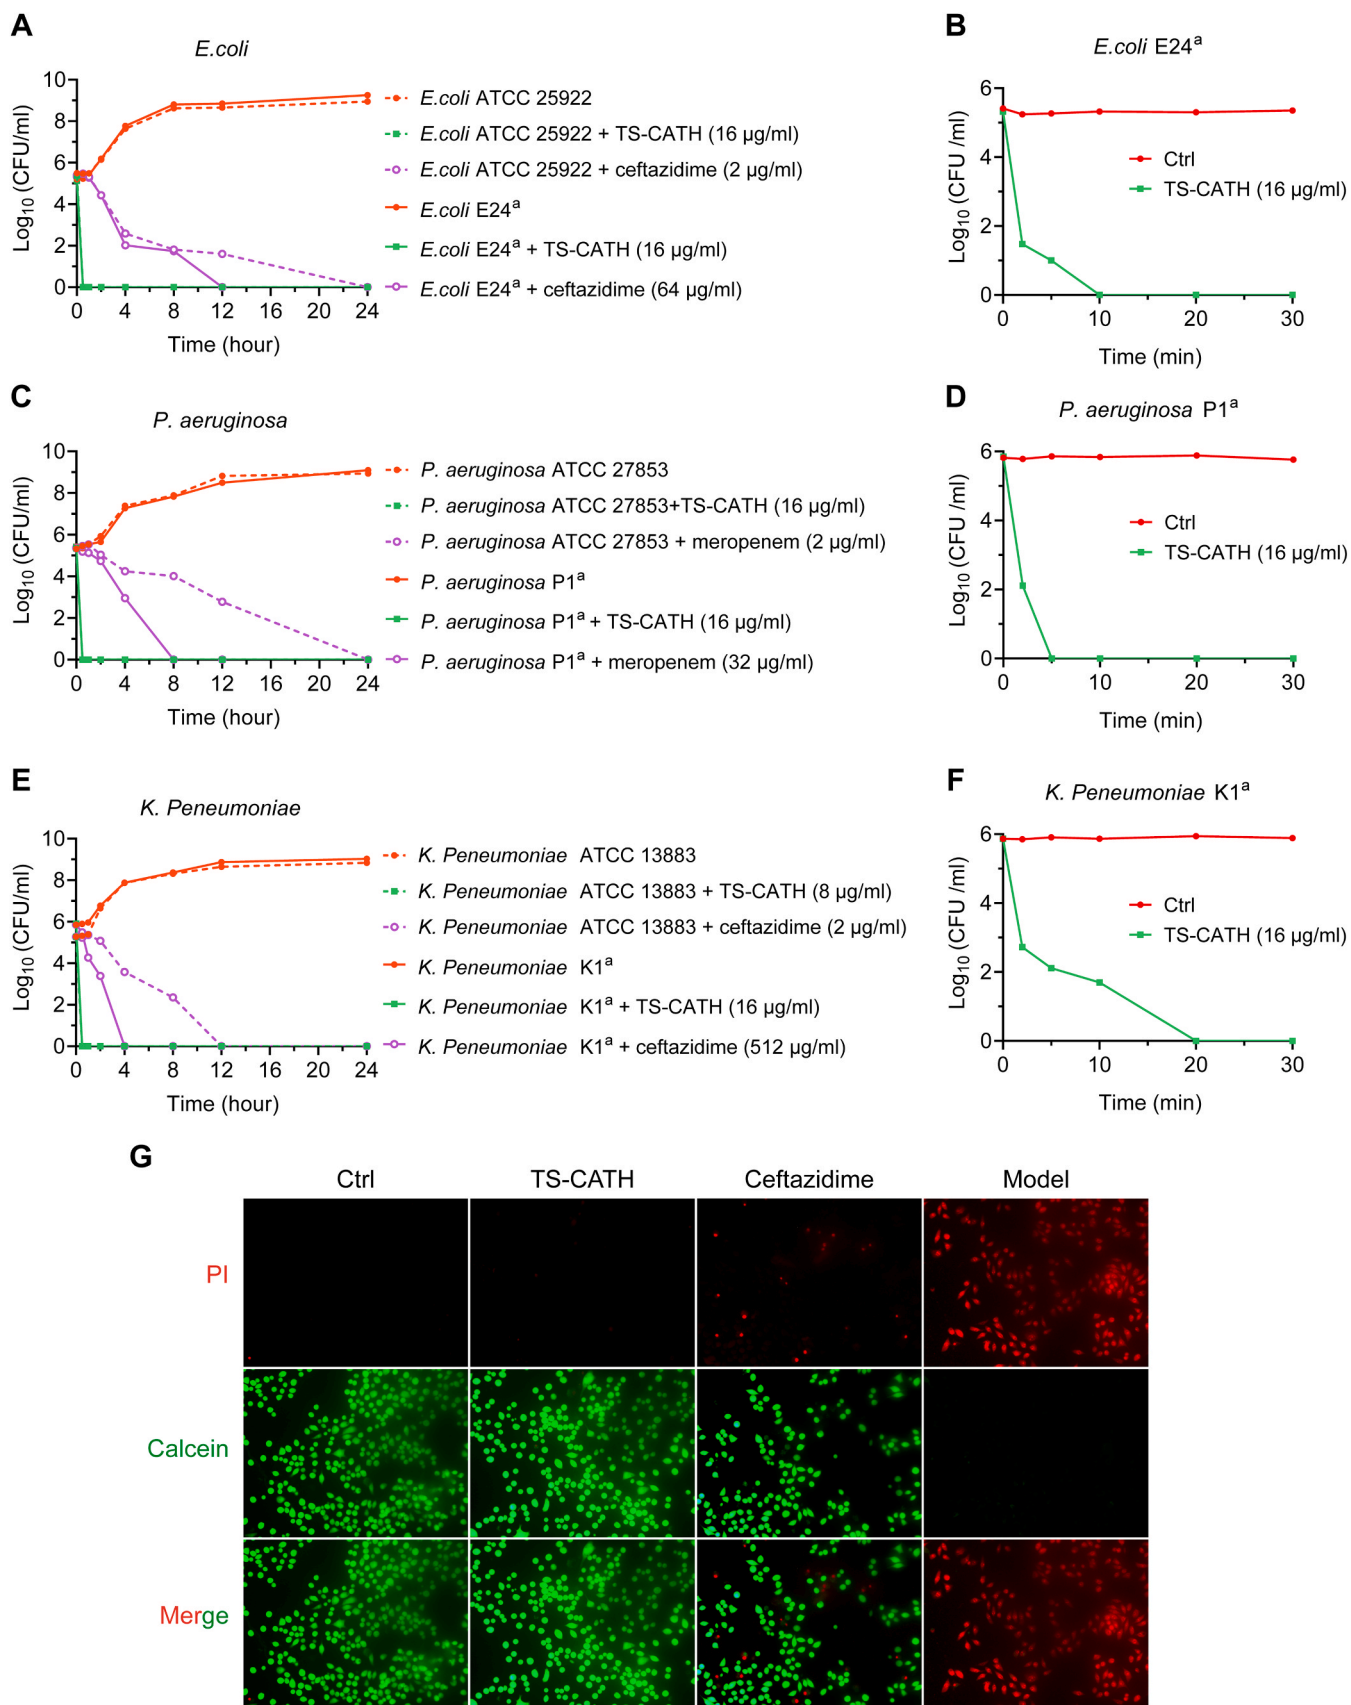 A
E.coli
Log10 (CFU/ml)
10
8
6
4
2
0
0 4 8 12 16 20 24
Time (hour)
E.coli ATCC 25922
E.coli ATCC 25922 + TS-CATH (16 µg/ml)
E.coli ATCC 25922 + ceftazidime (2 µg/ml)
E.coli E24a
E.coli E24a + TS-CATH (16 µg/ml)
E.coli E24a + ceftazidime (64 µg/ml)
B
E.coli E24a
Log10 (CFU /ml)
6
4
2
0
0 10 20 30
Time (min)
Ctrl
TS-CATH (16 µg/ml)
C
P. aeruginosa
Log10 (CFU/ml)
10
8
6
4
2
0
0 4 8 12 16 20 24
Time (hour)
P. aeruginosa ATCC 27853
P. aeruginosa ATCC 27853+TS-CATH (16 µg/ml)
P. aeruginosa ATCC 27853 + meropenem (2 µg/ml)
P. aeruginosa P1a
P. aeruginosa P1a + TS-CATH (16 µg/ml)
P. aeruginosa P1a + meropenem (32 µg/ml)
D
P. aeruginosa P1a
Log10 (CFU /ml)
6
4
2
0
0 10 20 30
Time (min)
Ctrl
TS-CATH (16 µg/ml)
E
K. Peneumoniae
Log10 (CFU/ml)
10
8
6
4
2
0
0 4 8 12 16 20 24
Time (hour)
K. Peneumoniae ATCC 13883
K. Peneumoniae ATCC 13883 + TS-CATH (8 µg/ml)
K. Peneumoniae ATCC 13883 + ceftazidime (2 µg/ml)
K. Peneumoniae K1a
K. Peneumoniae K1a + TS-CATH (16 µg/ml)
K. Peneumoniae K1a + ceftazidime (512 µg/ml)
F
K. Peneumoniae K1a
Log10 (CFU /ml)
6
4
2
0
0 10 20 30
Time (min)
Ctrl
TS-CATH (16 µg/ml)
G
Ctrl TS-CATH Ceftazidime Model
PI
Calcein
Merge